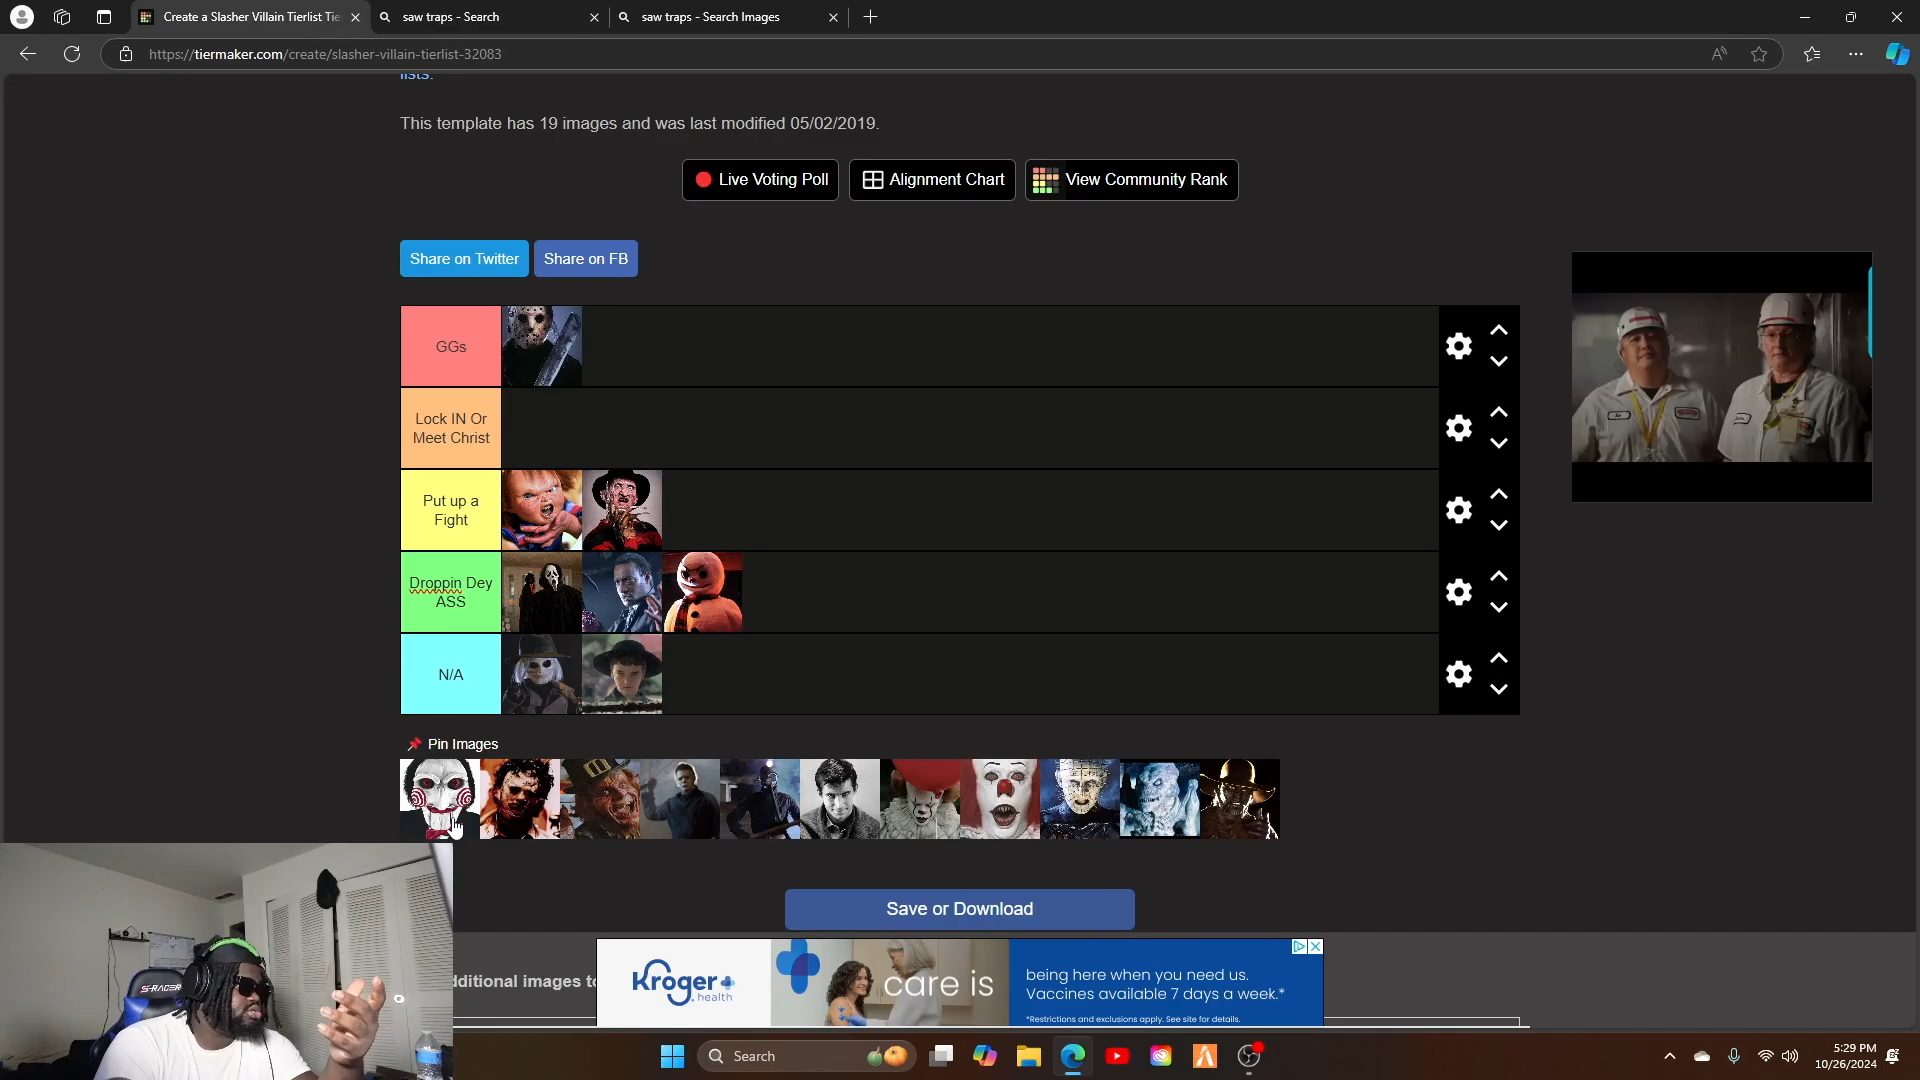 Create a Slasher Villain Tierlist Tie
saw traps - Search
saw traps - Search Images
https://tiermaker.com/create/slasher-villain-tierlist-32083
lists.
This template has 19 images and was last modified 05/02/2019.
Live Voting Poll
Alignment Chart
View Community Rank
Share on Twitter
Share on FB
GGs
Lock IN Or
Meet Christ
Put up a
Fight
Droppin Dey
ASS
N/A
Pin Images
Save or Download
dditional images to
Kroger
health
care is
being here when you need us.
Vaccines available 7 days a week.*
*Restrictions and exclusions apply. See site for details.
S-RACER
Search
5:29 PM
10/26/2024